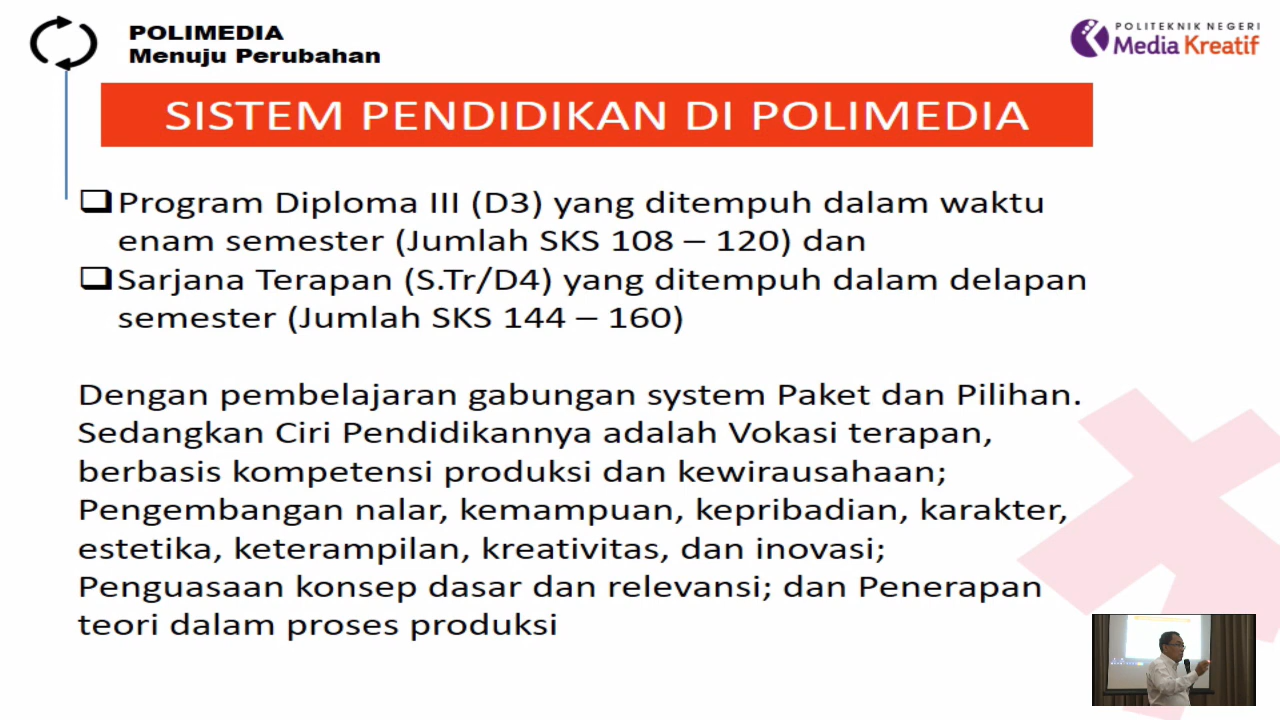 POLIMEDIA
Menuju Perubahan
POLITEKNIK NEGERI
Media Kreatif
SISTEM PENDIDIKAN DI POLIMEDIA
Program Diploma III (D3) yang ditempuh dalam waktu
enam semester (Jumlah SKS 108 – 120) dan
Sarjana Terapan (S.Tr/D4) yang ditempuh dalam delapan
semester (Jumlah SKS 144 – 160)
Dengan pembelajaran gabungan system Paket dan Pilihan.
Sedangkan Ciri Pendidikannya adalah Vokasi terapan,
berbasis kompetensi produksi dan kewirausahaan;
Pengembangan nalar, kemampuan, kepribadian, karakter,
estetika, keterampilan, kreativitas, dan inovasi;
Penguasaan konsep dasar dan relevansi; dan Penerapan
teori dalam proses produksi